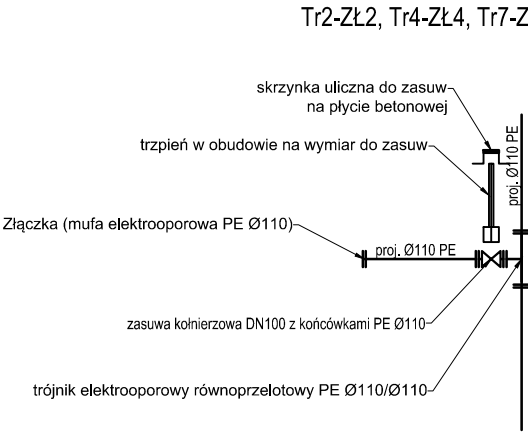 Tr2-ZŁ2, Tr4-ZŁ4, Tr7-Z
skrzynka uliczna do zasuw
na płycie betonowej
trzpień w obudowie na wymiar do zasuw
proj. Ø110 PE
Złączka (mufa elektrooporowa PE Ø110)
proj. Ø110 PE
zasuwa kołnierzowa DN100 z końcówkami PE Ø110
trójnik elektrooporowy równoprzelotowy PE Ø110/Ø110